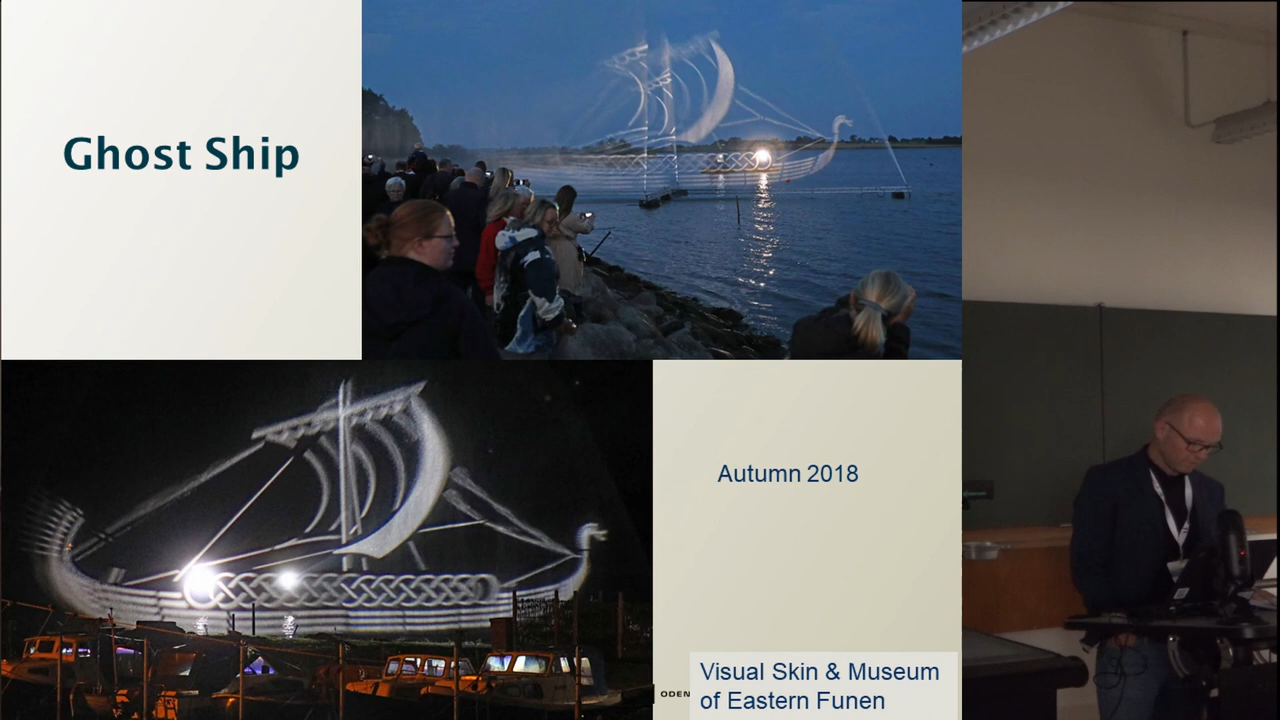 Ghost Ship
Autumn 2018
Visual Skin & Museum
of Eastern Funen
ODEN